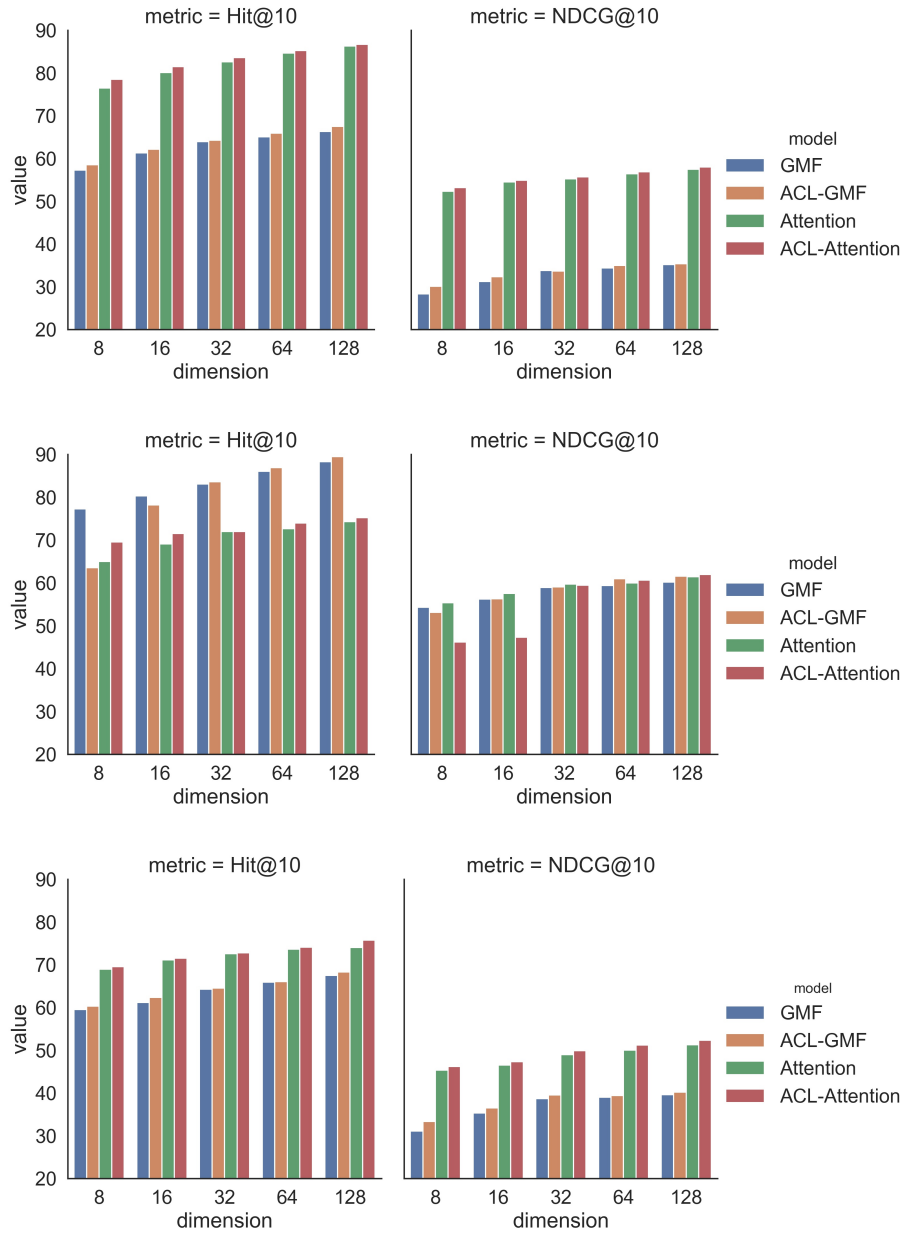 metric = Hit@10
metric = NDCG@10
90
80
70
60
50
40
30
20
value
8 16 32 64 128
dimension
8 16 32 64 128
dimension
model
GMF
ACL-GMF
Attention
ACL-Attention
metric = Hit@10
metric = NDCG@10
90
80
70
60
50
40
30
20
value
8 16 32 64 128
dimension
8 16 32 64 128
dimension
model
GMF
ACL-GMF
Attention
ACL-Attention
metric = Hit@10
metric = NDCG@10
90
80
70
60
50
40
30
20
value
8 16 32 64 128
dimension
8 16 32 64 128
dimension
model
GMF
ACL-GMF
Attention
ACL-Attention